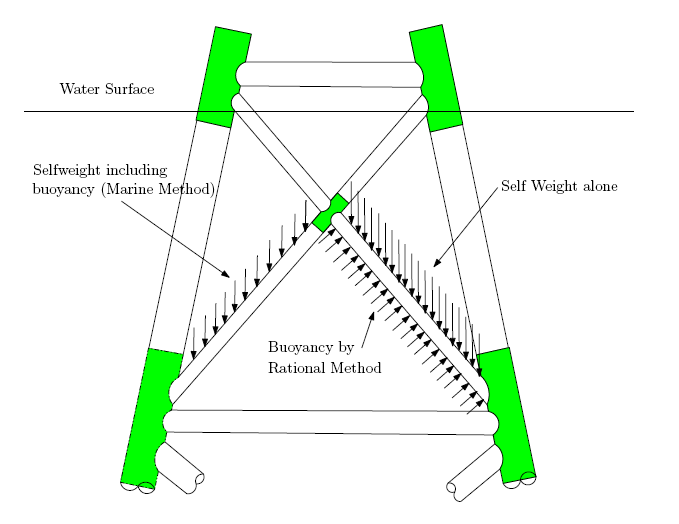 Water Surface
Selfweight including
buoyancy (Marine Method)
Self Weight alone
Buoyancy by
Rational Method